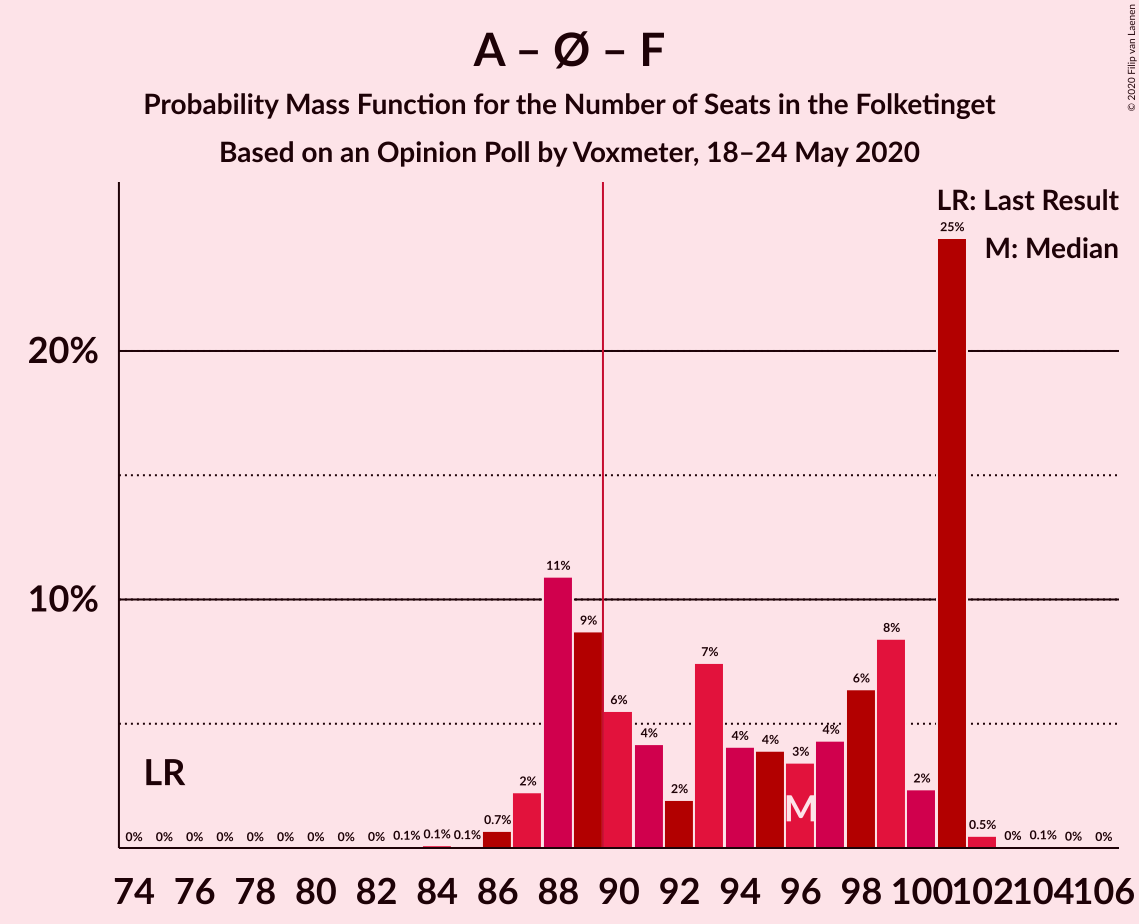 A – Ø – F
Probability Mass Function for the Number of Seats in the Folketinget
Based on an Opinion Poll by Voxmeter, 18–24 May 2020
© 2020 Filip van Laenen
LR: Last Result
M: Median
20%
10%
LR
M
0% 0% 0% 0% 0% 0% 0% 0% 0% 0.1% 0.1% 0.1% 0.7% 2% 11% 9% 6% 4% 2% 7% 4% 4% 3% 4% 6% 8% 2% 25% 0.5% 0% 0.1% 0% 0%
74 76 78 80 82 84 86 88 90 92 94 96 98 100 102 104 106